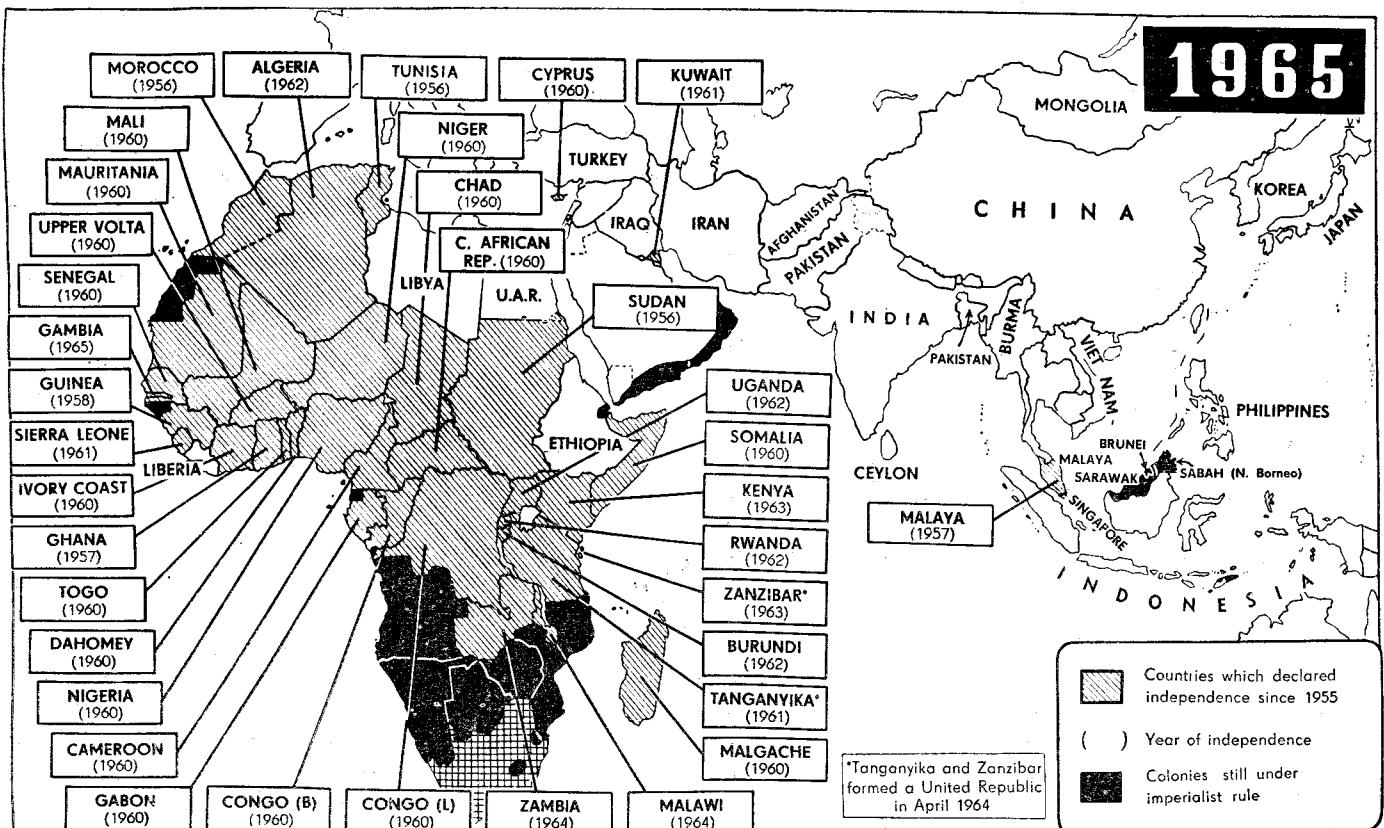 1965
MOROCCO
(1956)
ALGERIA
(1962)
TUNISIA
(1956)
CYPRUS
(1960)
KUWAIT
(1961)
MALI
(1960)
NIGER
(1960)
MAURITANIA
(1960)
CHAD
(1960)
UPPER VOLTA
(1960)
C. AFRICAN
REP. (1960)
SENEGAL
(1960)
SUDAN
(1956)
GAMBIA
(1965)
GUINEA
(1958)
SIERRA LEONE
(1961)
IVORY COAST
(1960)
GHANA
(1957)
TOGO
(1960)
DAHOMEY
(1960)
NIGERIA
(1960)
CAMEROON
(1960)
GABON
(1960)
CONGO (B)
(1960)
CONGO (L)
(1960)
ZAMBIA
(1964)
MALAWI
(1964)
UGANDA
(1962)
SOMALIA
(1960)
KENYA
(1963)
RWANDA
(1962)
ZANZIBAR*
(1963)
BURUNDI
(1962)
TANGANYIKA*
(1961)
MALGACHE
(1960)
MALAYA
(1957)
LIBYA
U.A.R.
LIBERIA
ETHIOPIA
TURKEY
IRAQ
IRAN
AFGHANISTAN
PAKISTAN
INDIA
PAKISTAN
BURMA
CEYLON
MONGOLIA
CHINA
KOREA
JAPAN
VIET NAM
PHILIPPINES
BRUNEI
MALAYA
SARAWAK
SABAH (N. Borneo)
SINGAPORE
INDONESIA
*Tanganyika and Zanzibar
formed a United Republic
in April 1964
Countries which declared
independence since 1955
( ) Year of independence
Colonies still under
imperialist rule